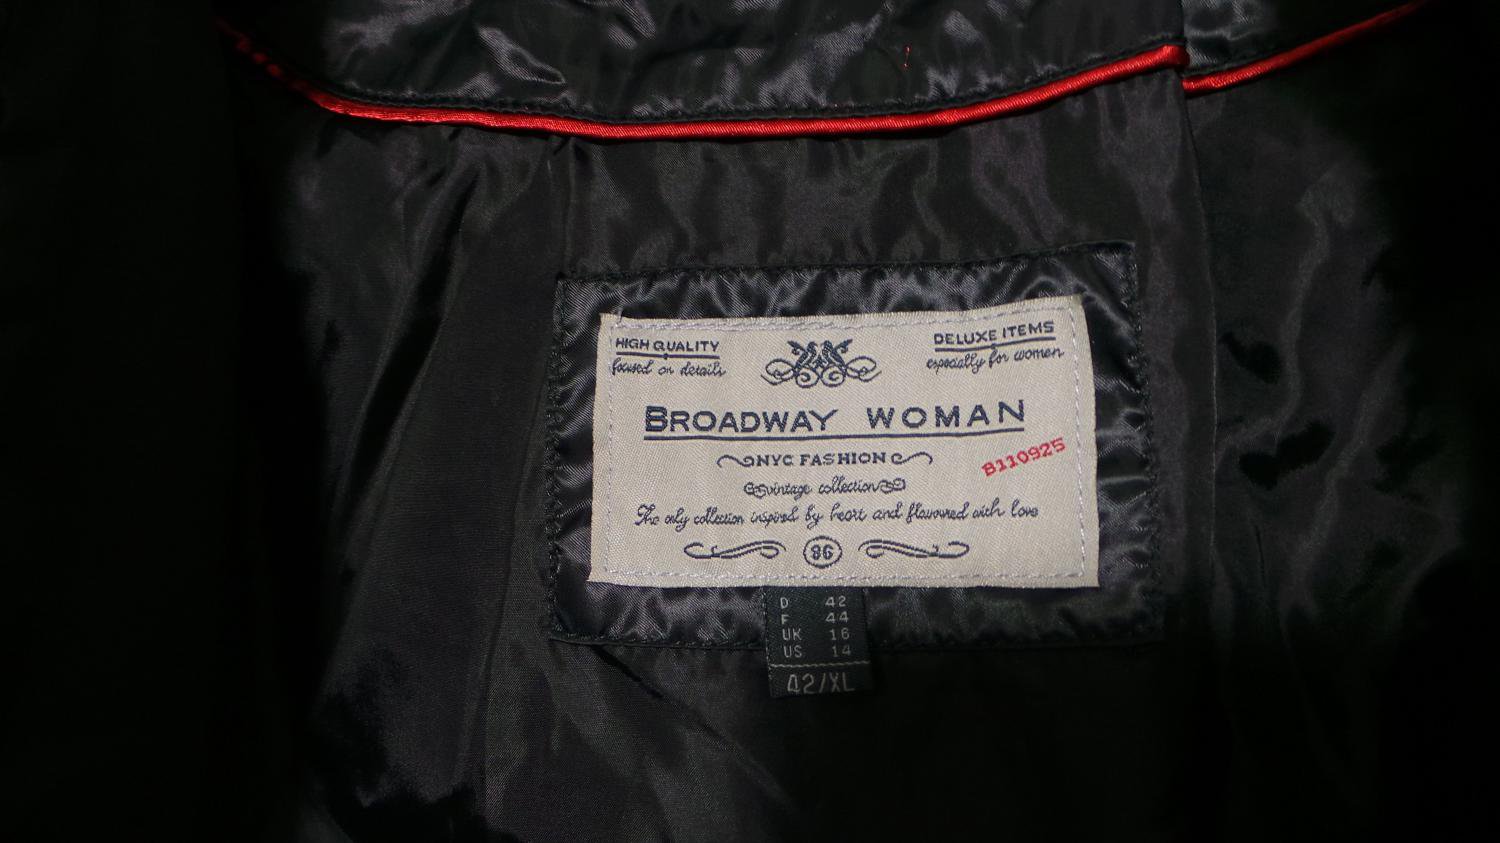 HIGH QUALITY
focused on details
DELUXE ITEMS
especially for women
BROADWAY WOMAN
NYC FASHION
B110925
vintage collection
The only collection inspired by heart and flavoured with love
86
D 42
F 44
UK 16
US 14
42/XL